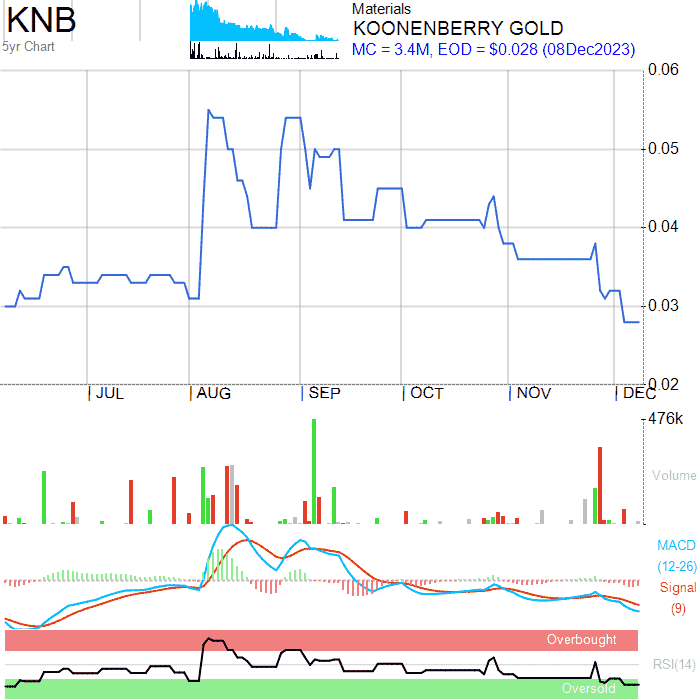 KNB
5yr Chart
Materials
KOONENBERRY GOLD
MC = 3.4M, EOD = $0.028 (08Dec2023)
0.06
0.05
0.04
0.03
0.02
JUL
AUG
SEP
OCT
NOV
DEC
476k
Volume
MACD
(12-26)
Signal
(9)
Overbought
RSI(14)
Oversold